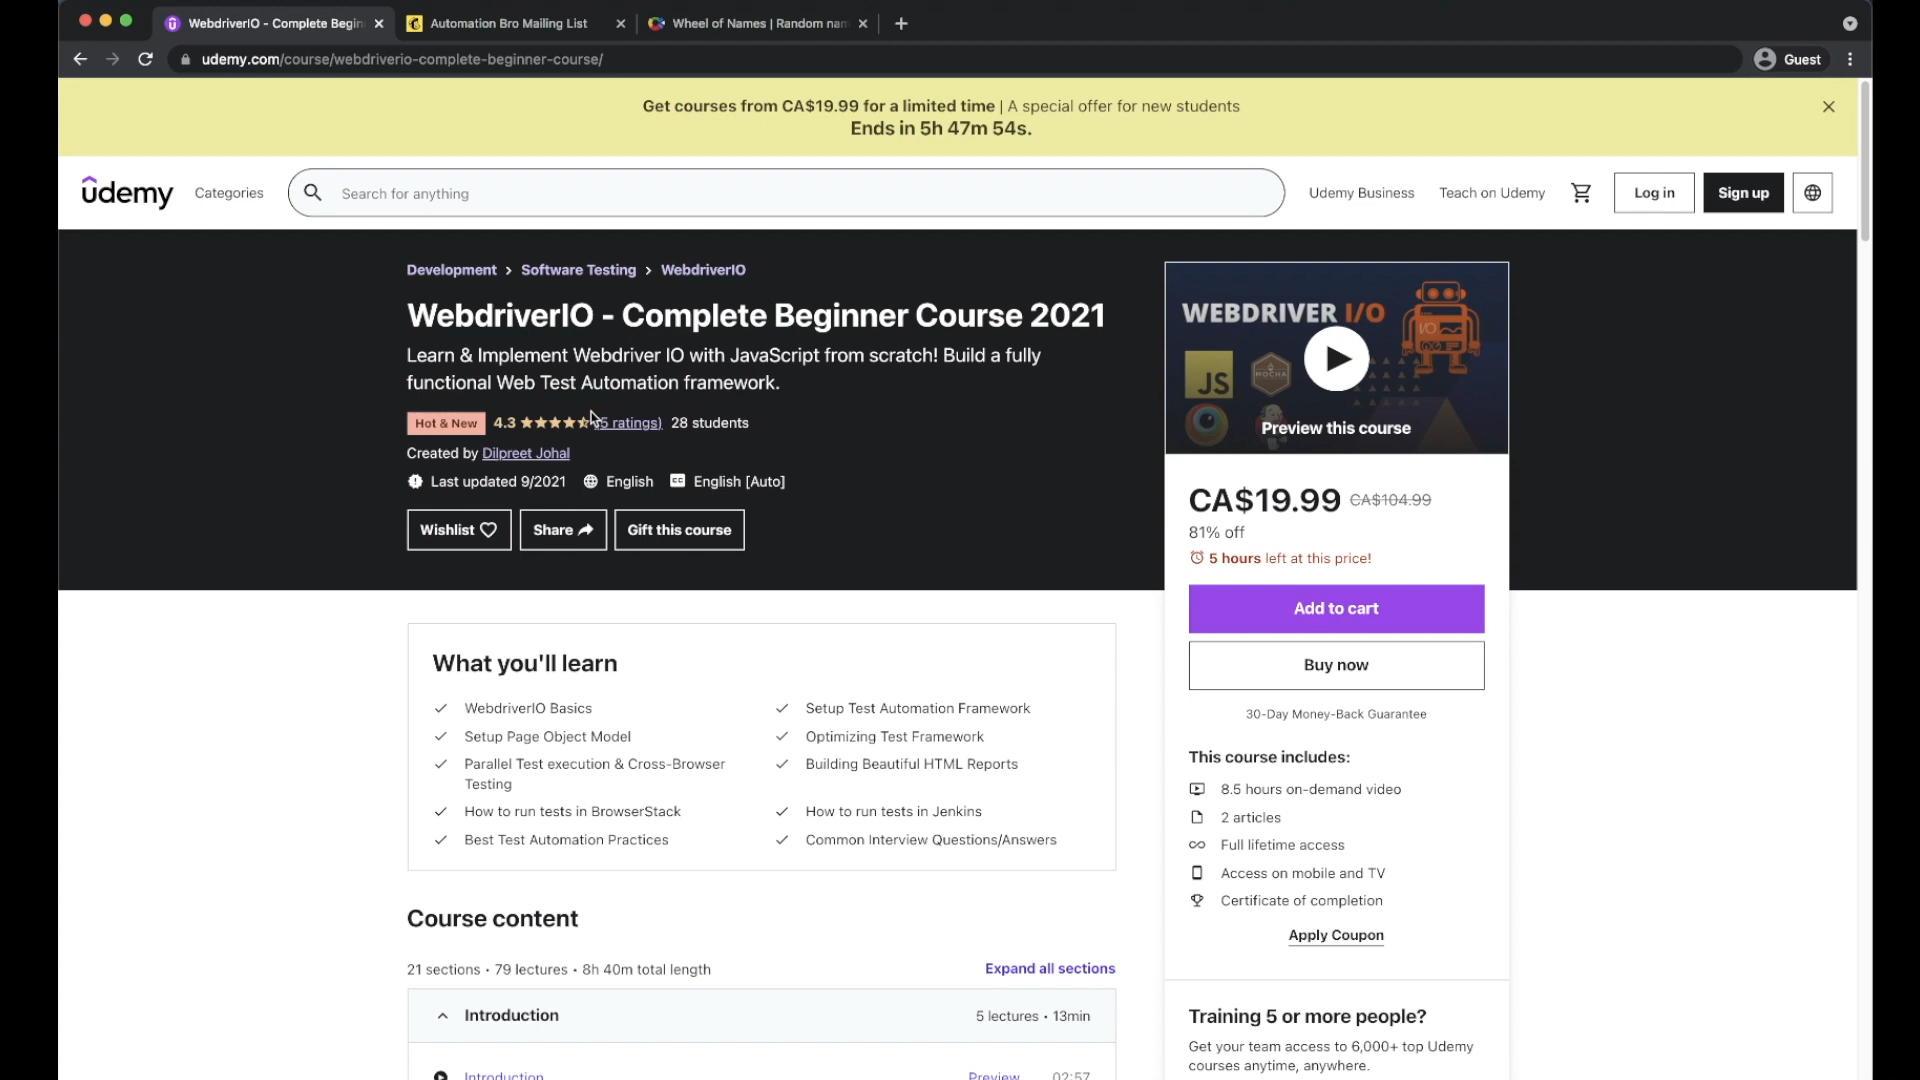 WebdriverIO - Complete Begin
Automation Bro Mailing List
Wheel of Names | Random nam
udemy.com/course/webdriverio-complete-beginner-course/
Guest
Get courses from CA$19.99 for a limited time | A special offer for new students
Ends in 5h 47m 54s.
udemy
Categories
Search for anything
Udemy Business
Teach on Udemy
Log in
Sign up
Development > Software Testing > WebdriverIO
WebdriverIO - Complete Beginner Course 2021
Learn & Implement Webdriver IO with JavaScript from scratch! Build a fully
functional Web Test Automation framework.
Hot & New 4.3 (5 ratings) 28 students
Created by Dilpreet Johal
Last updated 9/2021 English CC English [Auto]
Wishlist
Share
Gift this course
WEBDRIVER I/O
I/O
JS
MOCHA
Preview this course
CA$19.99 CA$104.99
81% off
5 hours left at this price!
Add to cart
Buy now
30-Day Money-Back Guarantee
This course includes:
8.5 hours on-demand video
2 articles
Full lifetime access
Access on mobile and TV
Certificate of completion
Apply Coupon
Training 5 or more people?
Get your team access to 6,000+ top Udemy
courses anytime, anywhere.
What you'll learn
WebdriverIO Basics
Setup Test Automation Framework
Setup Page Object Model
Optimizing Test Framework
Parallel Test execution & Cross-Browser
Testing
Building Beautiful HTML Reports
How to run tests in BrowserStack
How to run tests in Jenkins
Best Test Automation Practices
Common Interview Questions/Answers
Course content
21 sections • 79 lectures • 8h 40m total length
Expand all sections
Introduction
5 lectures • 13min
Introduction
Preview
02:57